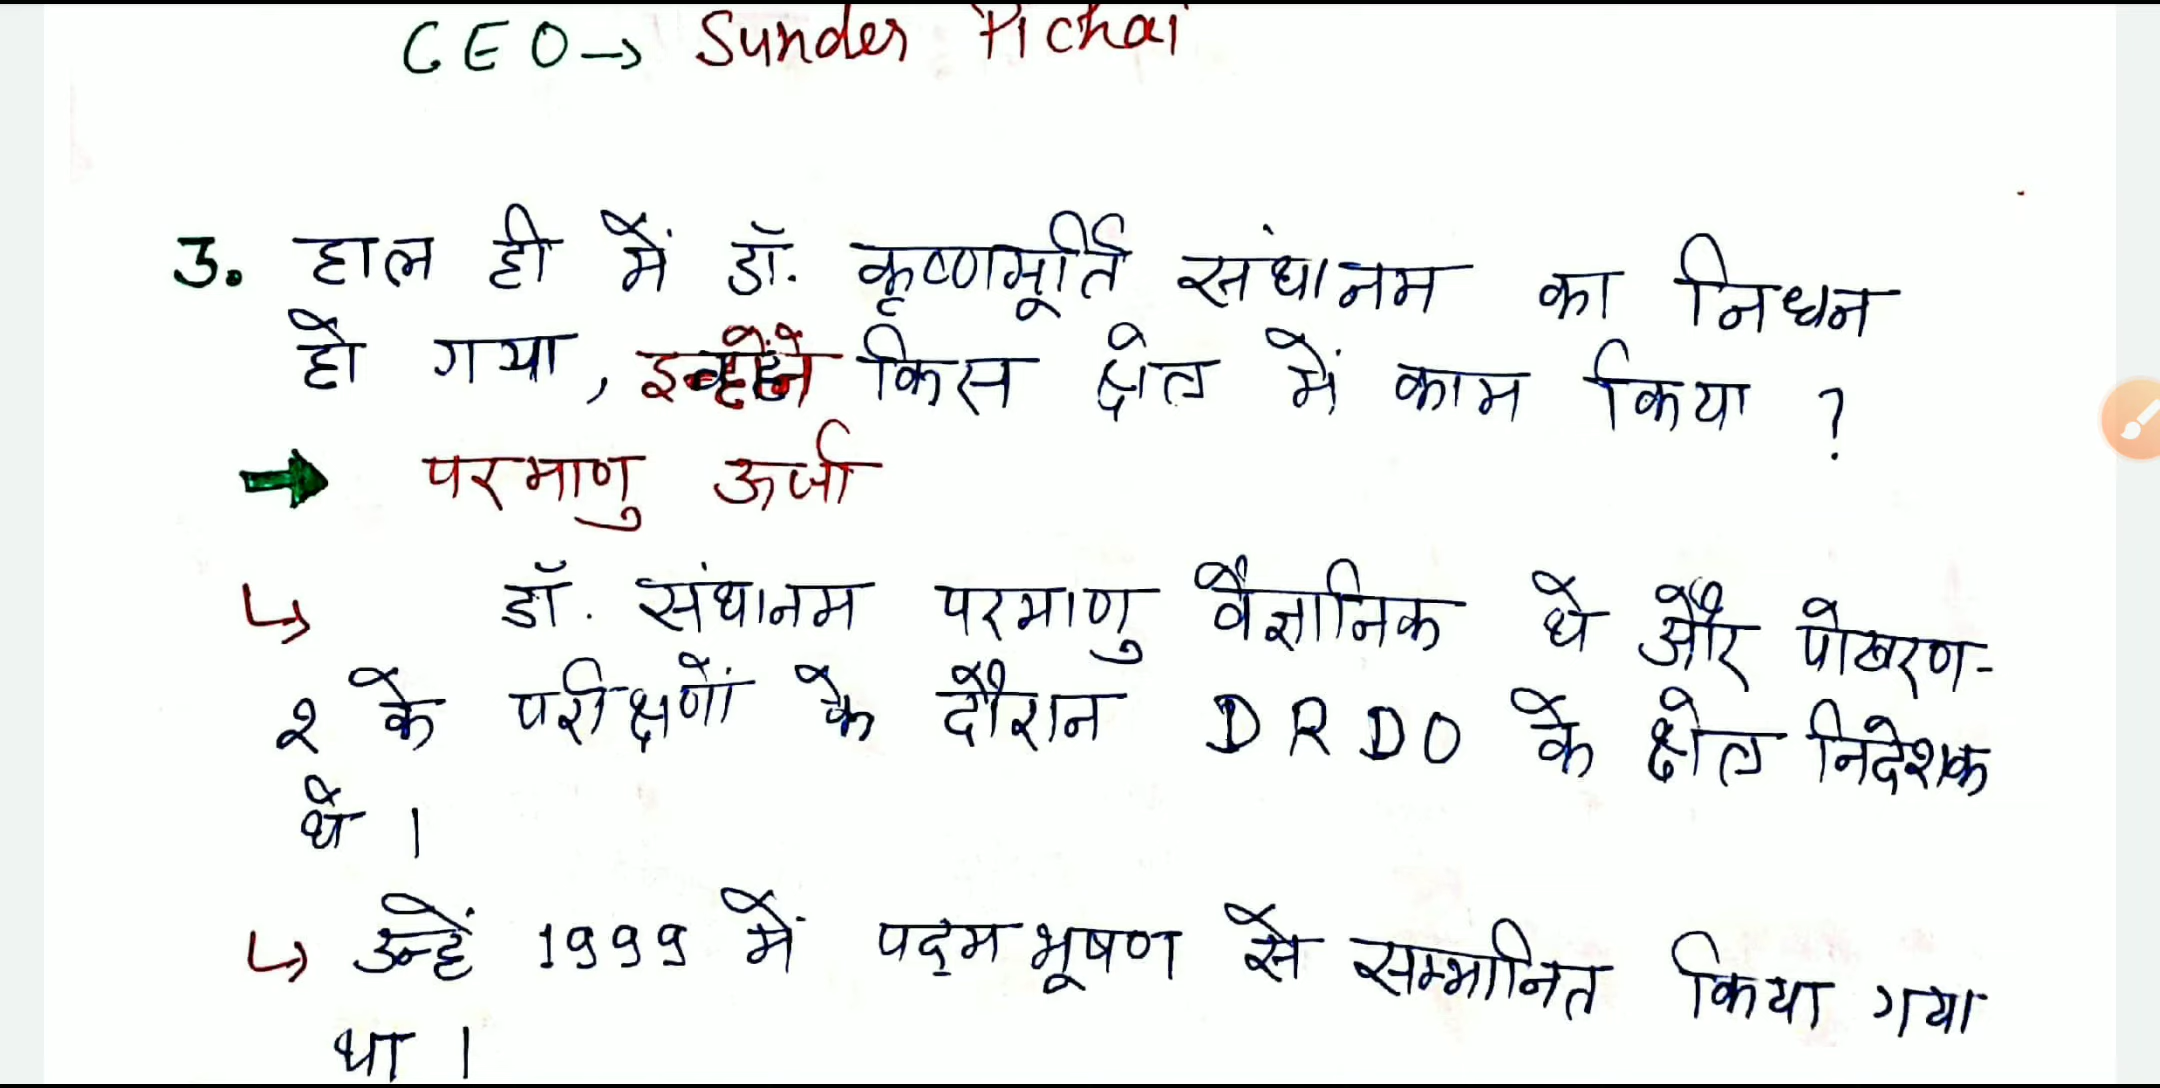 CEO → Sunder Pichai
3. हाल ही में डॉ. कृष्णमूर्ति संथानम का निधन
हो गया, इन्होंने किस क्षेत्र में काम किया ?
→ परमाणु ऊर्जा
↳ डॉ. संथानम परमाणु वैज्ञानिक थे और पोखरण-
२ के परीक्षणों के दौरान DRDO के क्षेत्र निदेशक
थे ।
↳ उन्हें 1999 में पद्म भूषण से सम्मानित किया गया
था ।